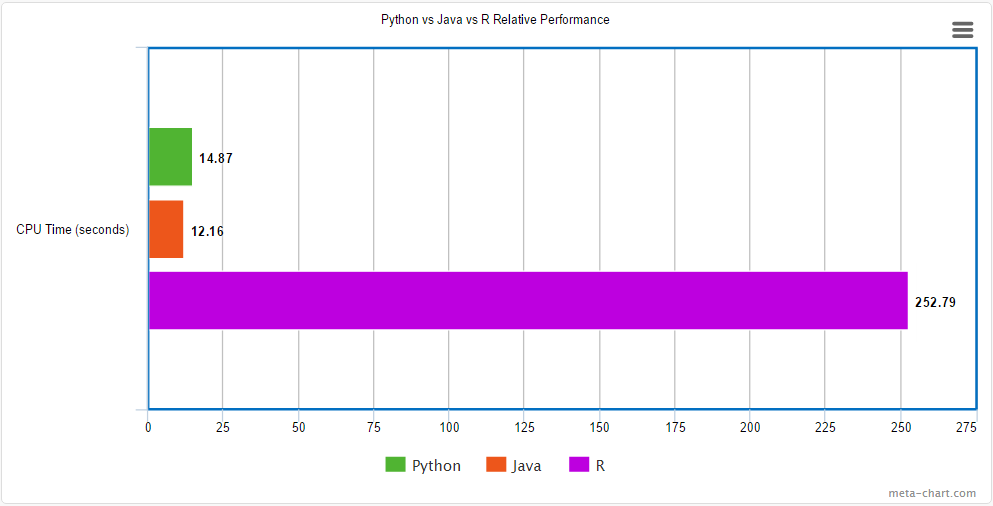 Python vs Java vs R Relative Performance
14.87
CPU Time (seconds)
12.16
252.79
0 25 50 75 100 125 150 175 200 225 250 275
Python Java R
meta-chart.com